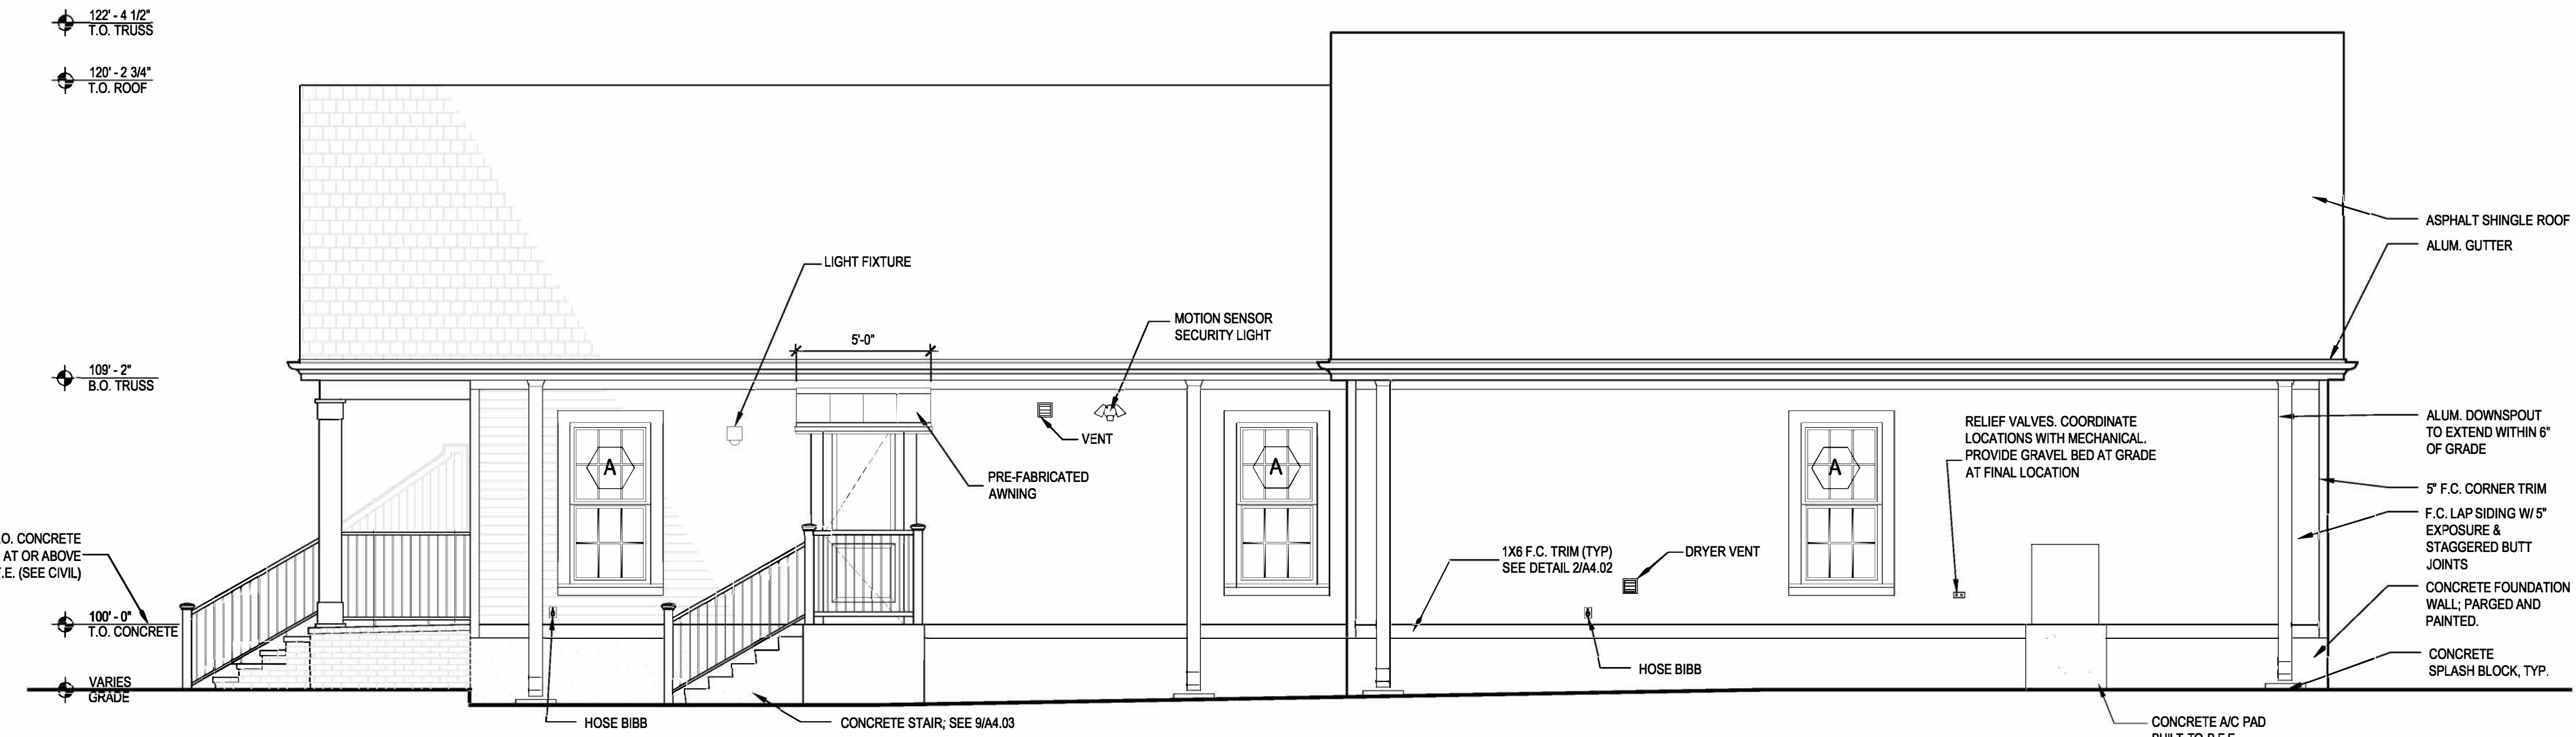 122' - 4 1/2"
T.O. TRUSS
120' - 2 3/4"
T.O. ROOF
109' - 2"
B.O. TRUSS
.O. CONCRETE
AT OR ABOVE
.E. (SEE CIVIL)
100' - 0"
T.O. CONCRETE
VARIES
GRADE
LIGHT FIXTURE
5'-0"
MOTION SENSOR
SECURITY LIGHT
VENT
PRE-FABRICATED
AWNING
A
A
A
HOSE BIBB
CONCRETE STAIR; SEE 9/A4.03
1X6 F.C. TRIM (TYP)
SEE DETAIL 2/A4.02
DRYER VENT
HOSE BIBB
RELIEF VALVES. COORDINATE
LOCATIONS WITH MECHANICAL.
PROVIDE GRAVEL BED AT GRADE
AT FINAL LOCATION
ASPHALT SHINGLE ROOF
ALUM. GUTTER
ALUM. DOWNSPOUT
TO EXTEND WITHIN 6"
OF GRADE
5" F.C. CORNER TRIM
F.C. LAP SIDING W/ 5"
EXPOSURE &
STAGGERED BUTT
JOINTS
CONCRETE FOUNDATION
WALL; PARGED AND
PAINTED.
CONCRETE
SPLASH BLOCK, TYP.
CONCRETE A/C PAD